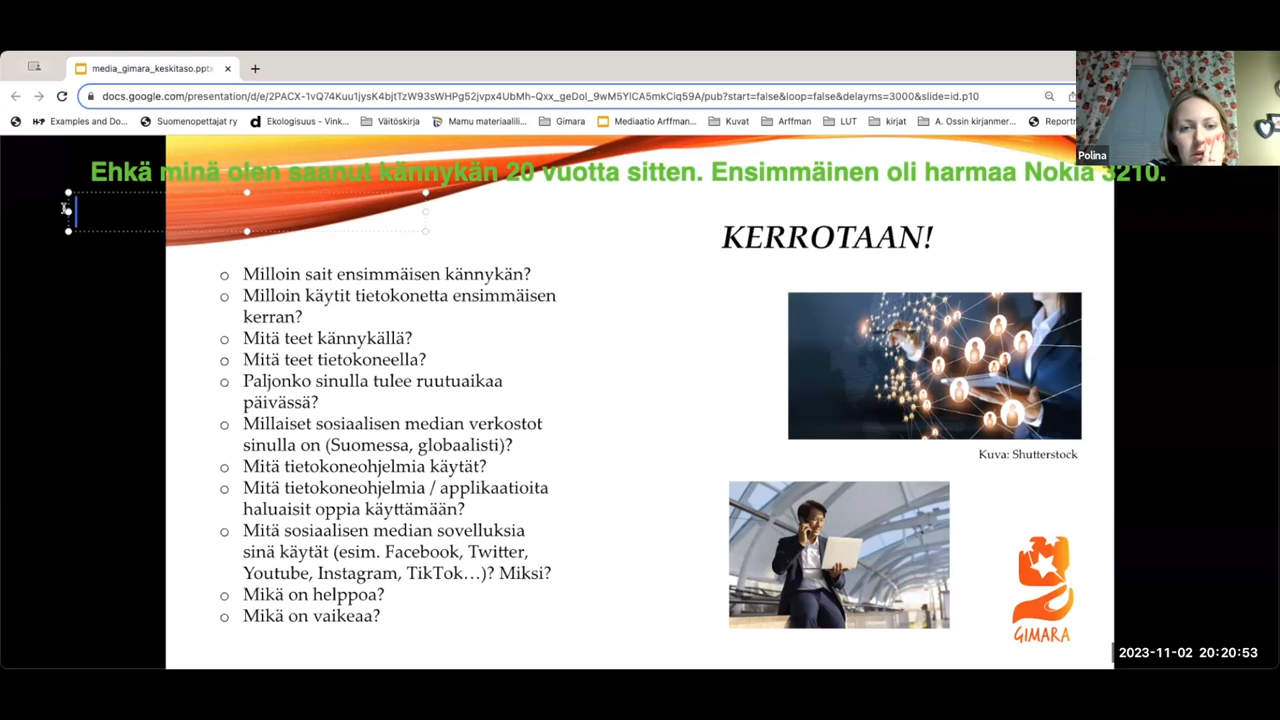 media_gimara_keskitaso.pptx
docs.google.com/presentation/d/e/2PACX-1vQ74Kuu1jysK4bjtTzW93sWHPg52jvpx4UbMh-Qxx_geDol_9wM5YlCA5mkCiq59A/pub?start=false&loop=false&delayms=3000&slide=id.p10
Examples and Do... Suomenopettajat ry Ekologisuus - Vink... Väitöskirja Mamu materiaalili... Gimara Mediaatio Arffman... Kuvat Arffman LUT kirjat A. Ossin kirjanmer... Reportr
Polina
Ehkä minä olen saanut kännykän 20 vuotta sitten. Ensimmäinen oli harmaa Nokia 3210.
KERROTAAN!
o Milloin sait ensimmäisen kännykän?
o Milloin käytit tietokonetta ensimmäisen
kerran?
o Mitä teet kännykällä?
o Mitä teet tietokoneella?
o Paljonko sinulla tulee ruutuaikaa
päivässä?
o Millaiset sosiaalisen median verkostot
sinulla on (Suomessa, globaalisti)?
o Mitä tietokoneohjelmia käytät?
o Mitä tietokoneohjelmia / applikaatioita
haluaisit oppia käyttämään?
o Mitä sosiaalisen median sovelluksia
sinä käytät (esim. Facebook, Twitter,
Youtube, Instagram, TikTok…)? Miksi?
o Mikä on helppoa?
o Mikä on vaikeaa?
Kuva: Shutterstock
GIMARA
2023-11-02 20:20:53